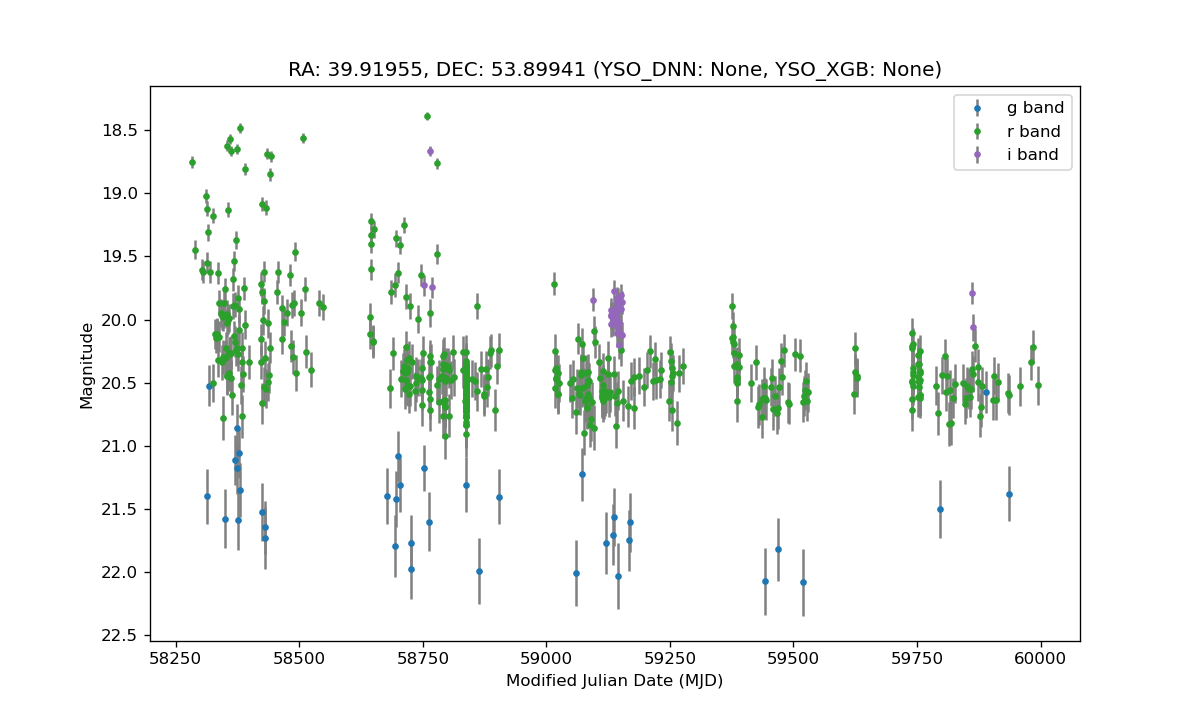 RA: 39.91955, DEC: 53.89941 (YSO_DNN: None, YSO_XGB: None)
g band
r band
i band
18.5
19.0
19.5
20.0
20.5
21.0
21.5
22.0
22.5
Magnitude
58250 58500 58750 59000 59250 59500 59750 60000
Modified Julian Date (MJD)